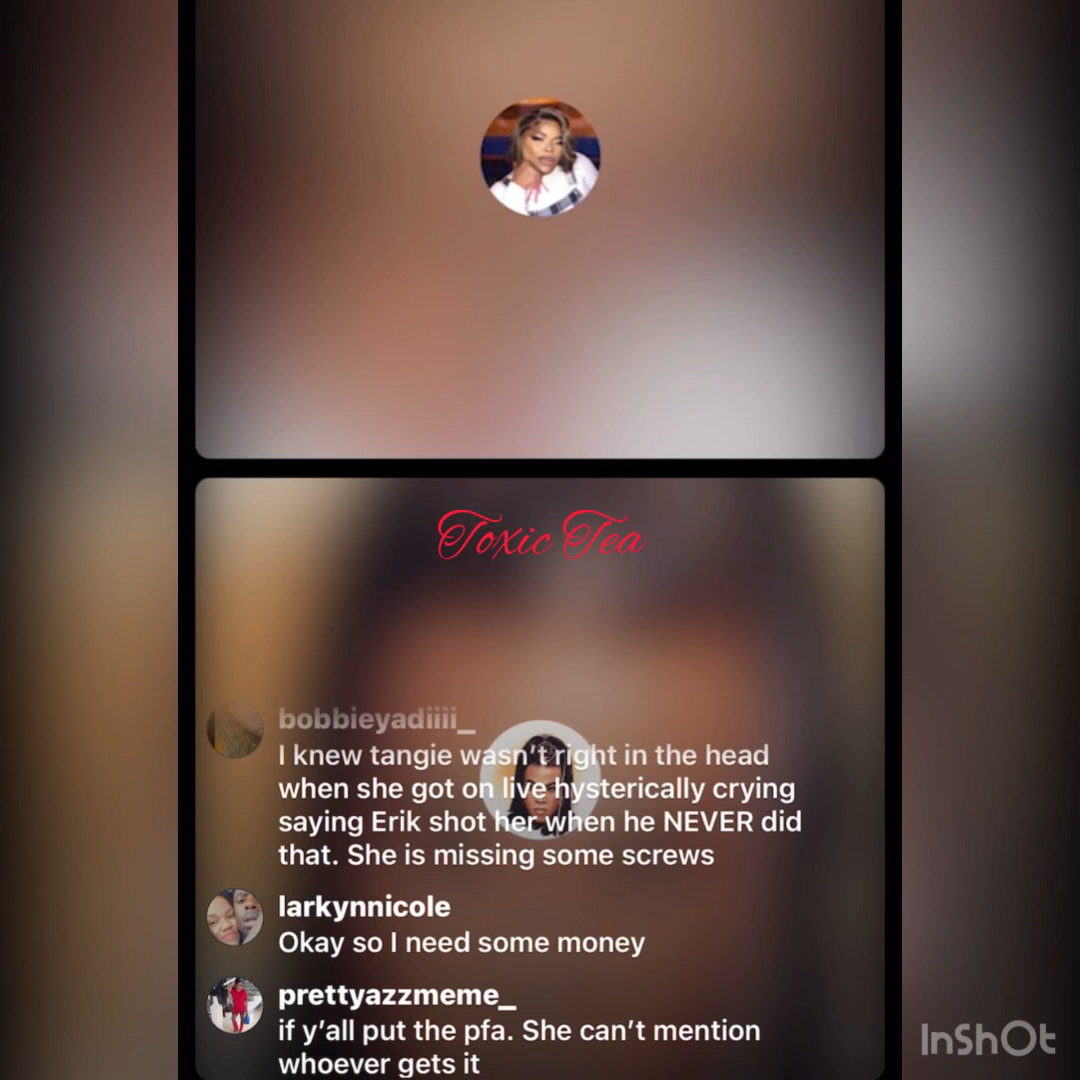 Toxic Tea
bobbieyadiiii_
I knew tangie wasn’t right in the head
when she got on live hysterically crying
saying Erik shot her when he NEVER did
that. She is missing some screws
larkynnicole
Okay so I need some money
prettyazzmeme_
if y’all put the pfa. She can’t mention
whoever gets it
InShOt